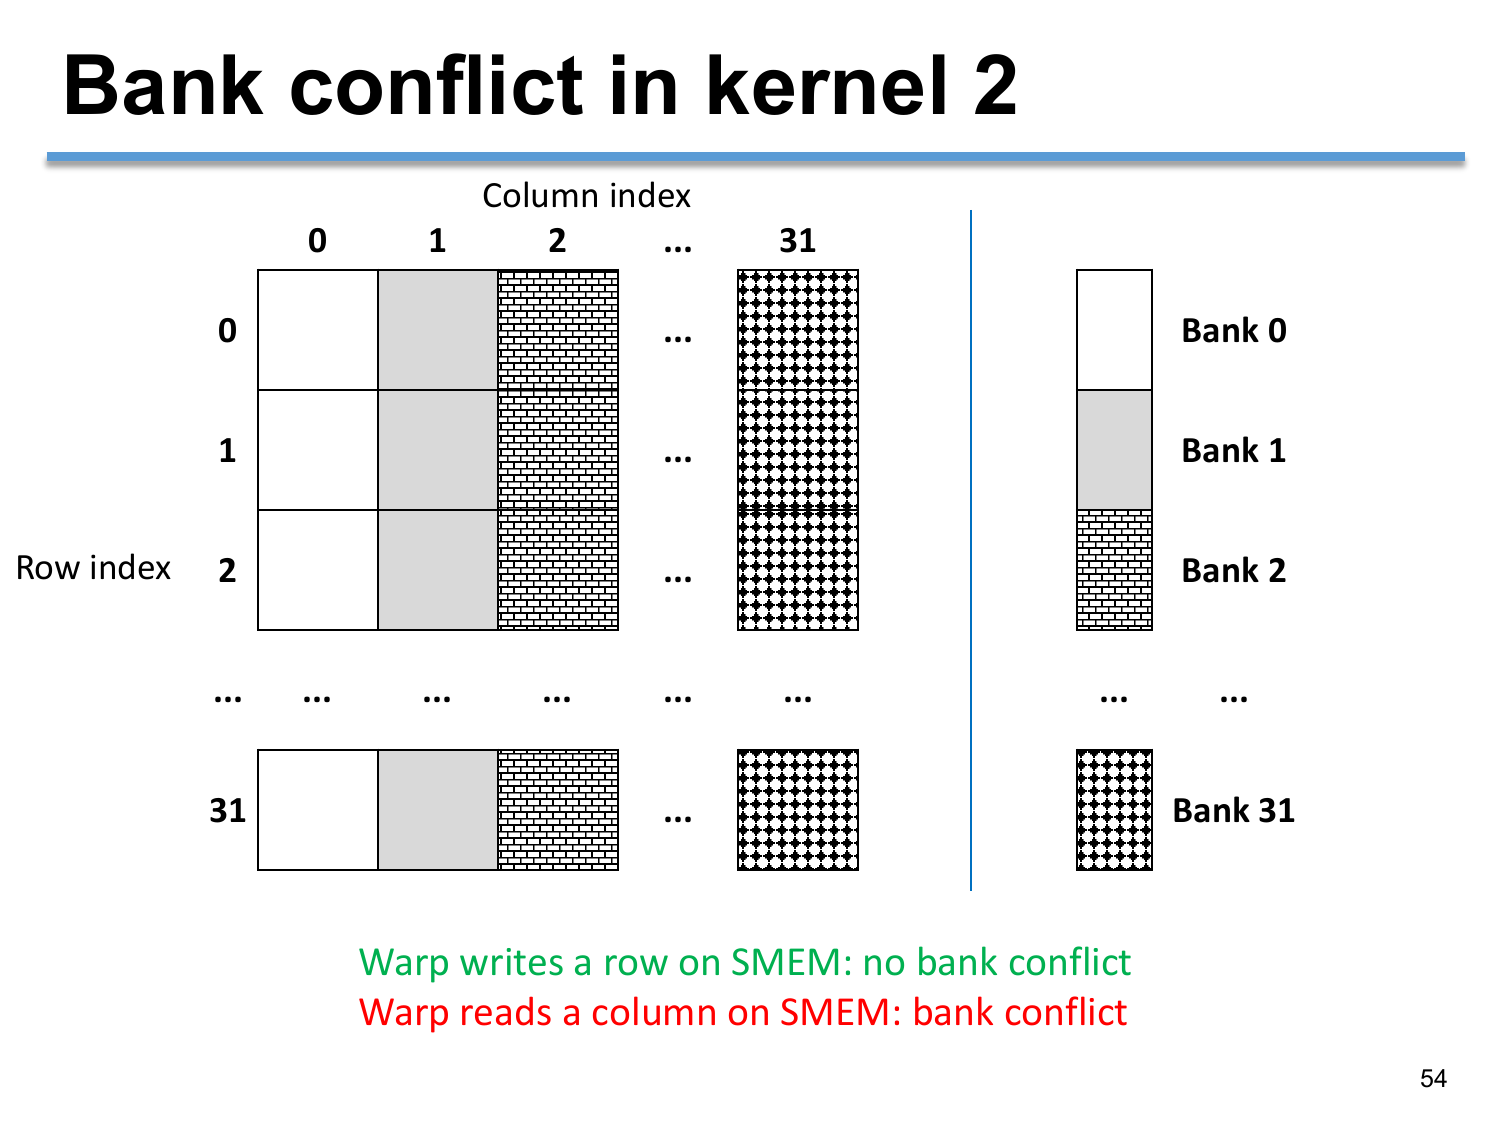 Bank conflict in kernel 2
Column index
0 1 2 ... 31
0 ... Bank 0
1 ... Bank 1
Row index 2 ... Bank 2
... ... ... ... ... ... ... ...
31 ... Bank 31
Warp writes a row on SMEM: no bank conflict
Warp reads a column on SMEM: bank conflict
54